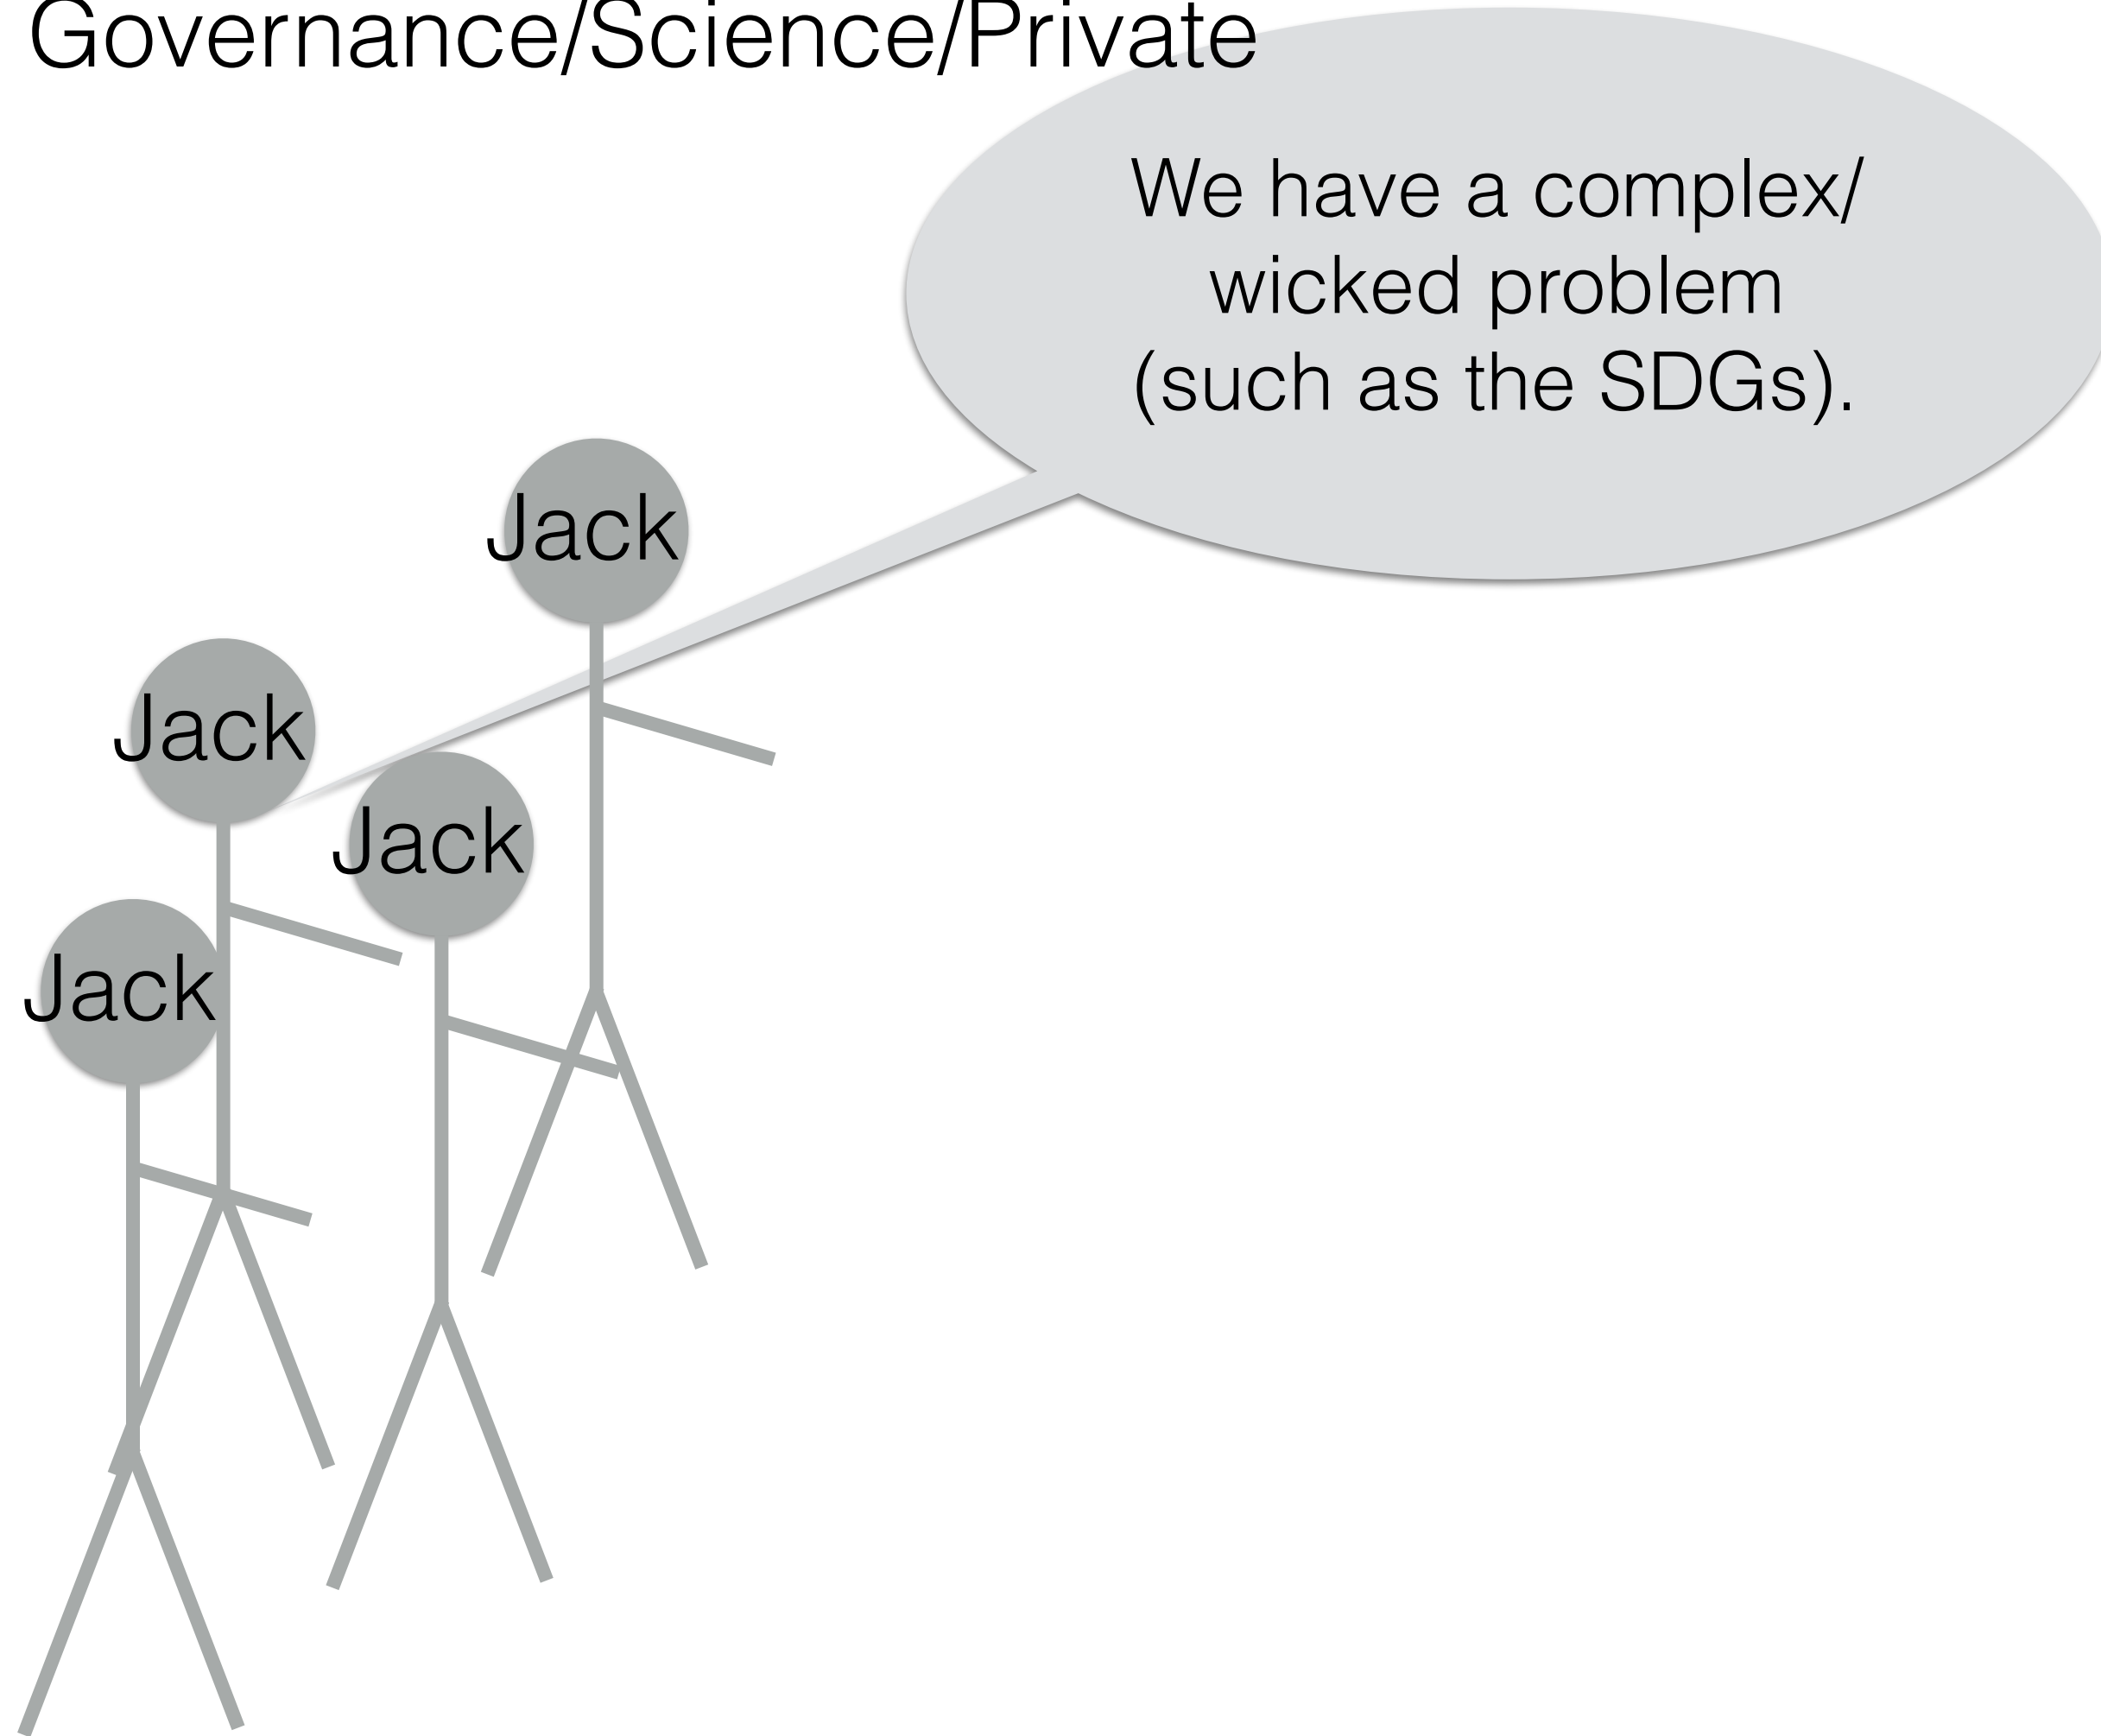 Governance/Science/Private
We have a complex/
wicked problem
(such as the SDGs).
Jack
Jack
Jack
Jack